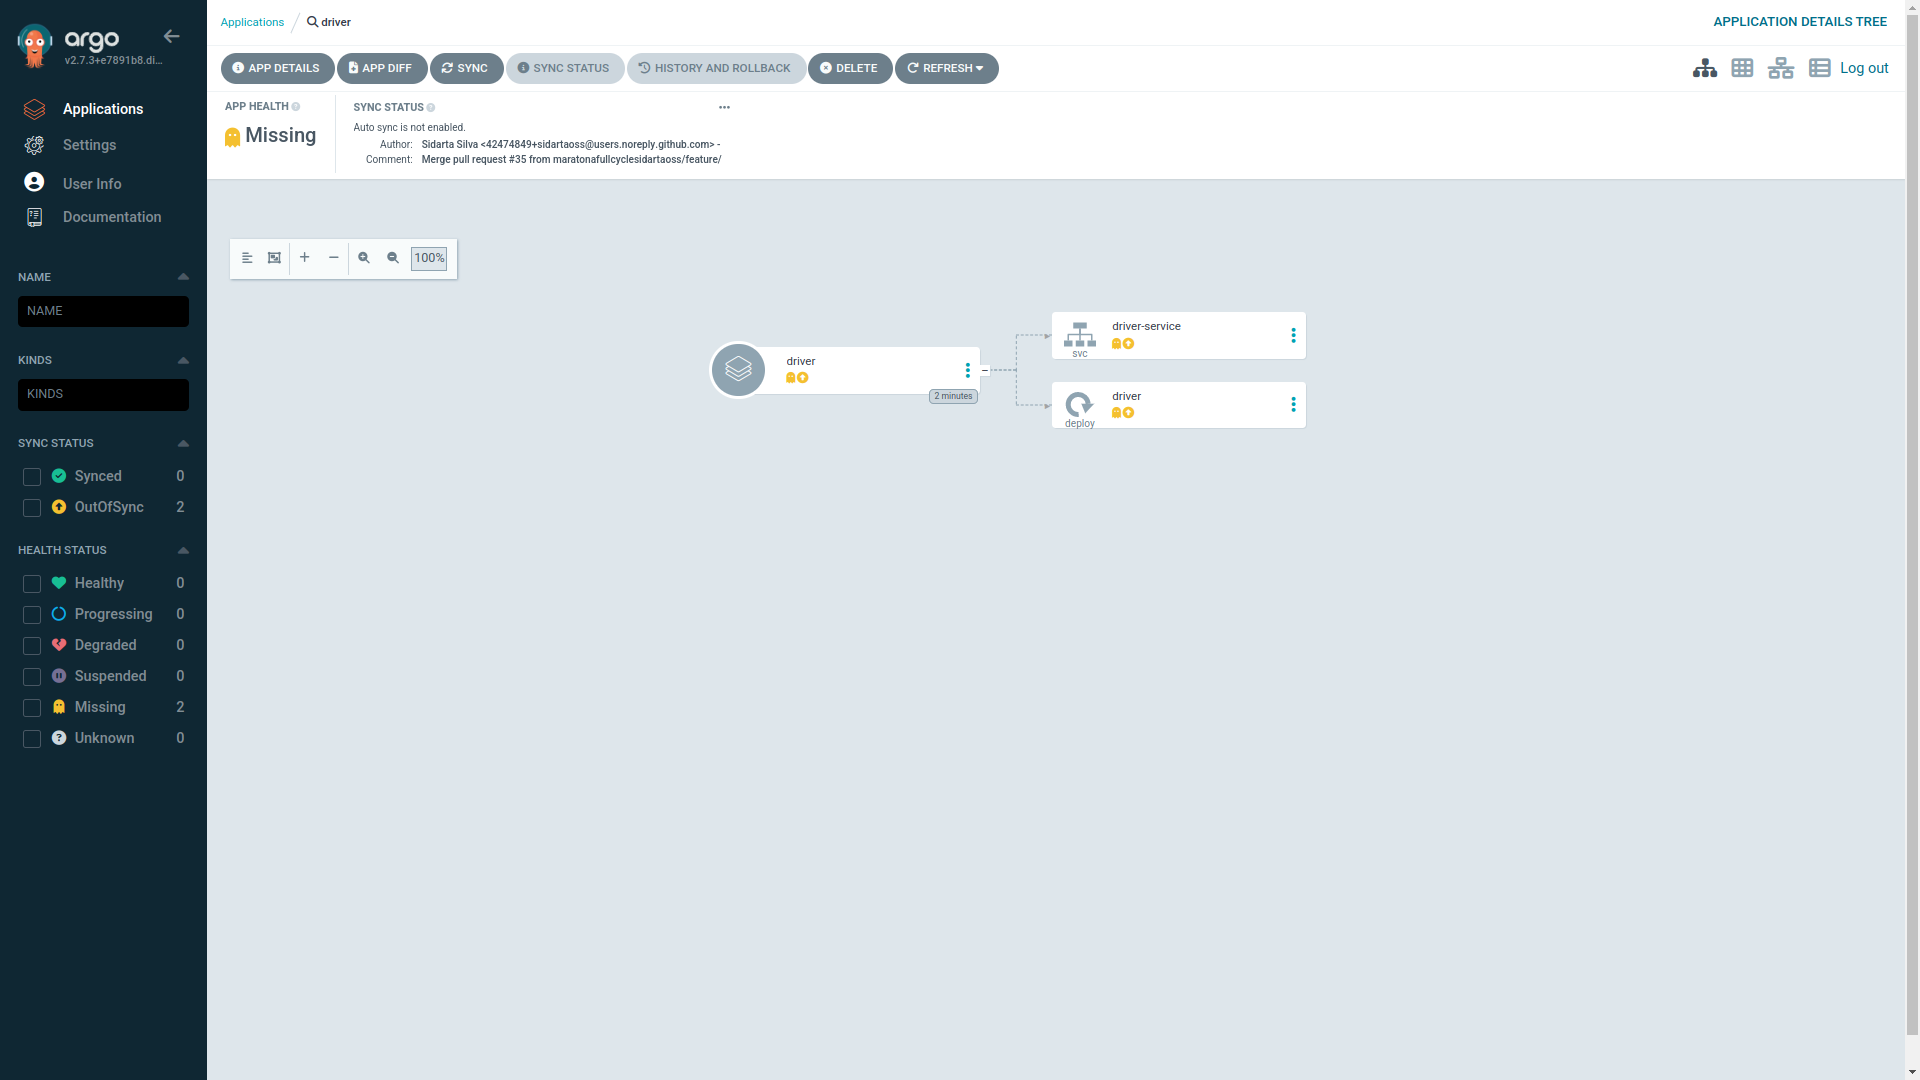 argo
v2.7.3+e7891b8.di...
Applications
Settings
User Info
Documentation
NAME
NAME
KINDS
KINDS
SYNC STATUS
Synced 0
OutOfSync 2
HEALTH STATUS
Healthy 0
Progressing 0
Degraded 0
Suspended 0
Missing 2
Unknown 0
Applications / driver
APPLICATION DETAILS TREE
APP DETAILS APP DIFF SYNC SYNC STATUS HISTORY AND ROLLBACK DELETE REFRESH
Log out
APP HEALTH
Missing
SYNC STATUS
Auto sync is not enabled.
Author: Sidarta Silva <42474849+sidartaoss@users.noreply.github.com> -
Comment: Merge pull request #35 from maratonafullcyclesidartaoss/feature/
100%
driver
2 minutes
driver-service
svc
driver
deploy